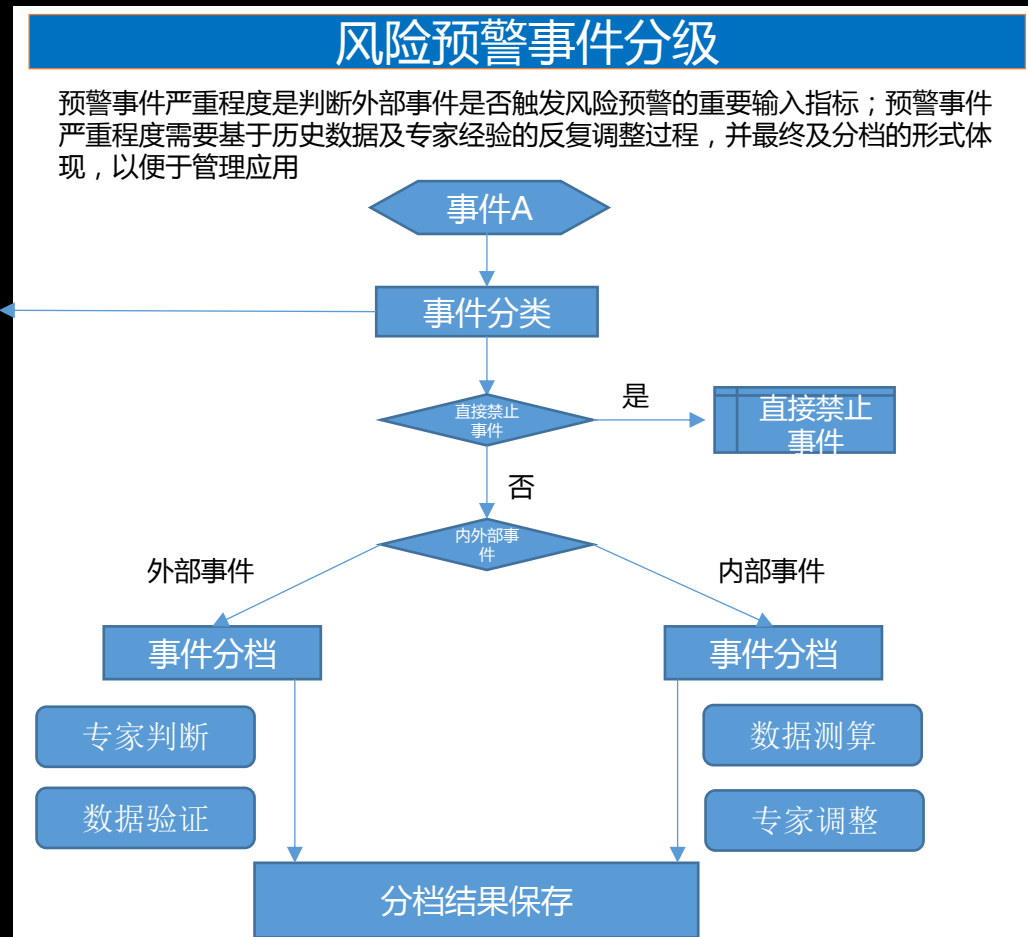 风险预警事件分级
预警事件严重程度是判断外部事件是否触发风险预警的重要输入指标；预警事件
严重程度需要基于历史数据及专家经验的反复调整过程，并最终及分档的形式体
现，以便于管理应用
事件A
事件分类
直接禁止
事件
是
直接禁止
事件
否
内外部事
件
外部事件
内部事件
事件分档
事件分档
专家判断
数据测算
数据验证
专家调整
分档结果保存